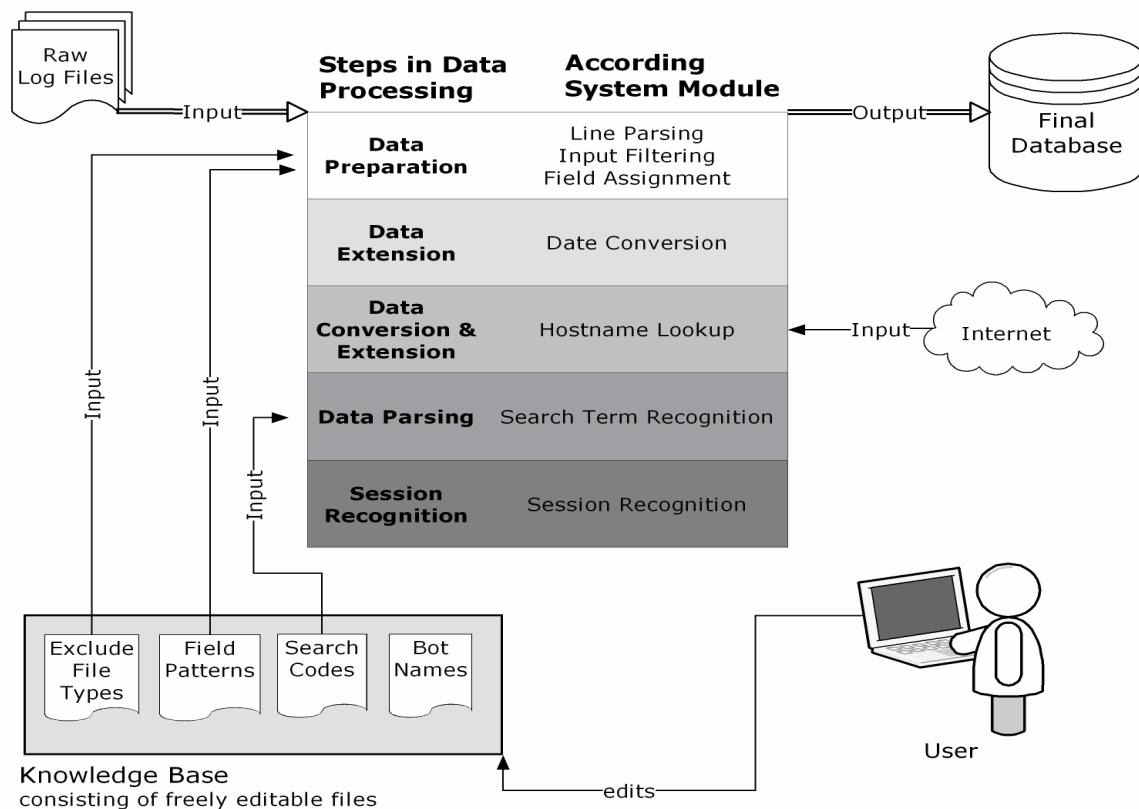 Raw
Log Files
Input
Steps in Data
Processing
According
System Module
Output
Final
Database
Data
Preparation
Line Parsing
Input Filtering
Field Assignment
Data
Extension
Date Conversion
Data
Conversion &
Extension
Hostname Lookup
Input
Internet
Data Parsing
Search Term Recognition
Session
Recognition
Session Recognition
Input
Input
Input
Exclude
File
Types
Field
Patterns
Search
Codes
Bot
Names
Knowledge Base
consisting of freely editable files
edits
User